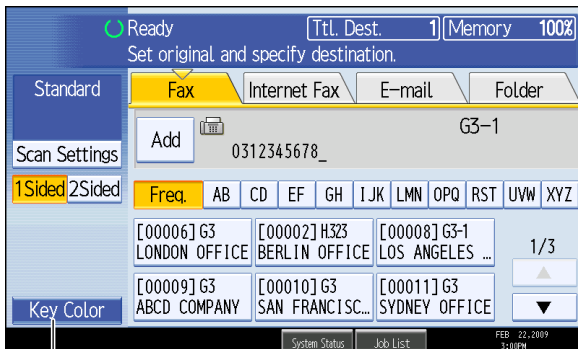 Ready Ttl. Dest. 1 Memory 100%
Set original and specify destination.
Standard Fax Internet Fax E-mail Folder
Add G3-1
0312345678_
Scan Settings
1Sided 2Sided Freq. AB CD EF GH IJK LMN OPQ RST UVW XYZ
[00006] G3 [00002] H.323 [00008] G3-1
LONDON OFFICE BERLIN OFFICE LOS ANGELES ...
1/3
[00009] G3 [00010] G3 [00011] G3
ABCD COMPANY SAN FRANCISC... SYDNEY OFFICE
Key Color
System Status Job List FEB 22,2009
3:00PM